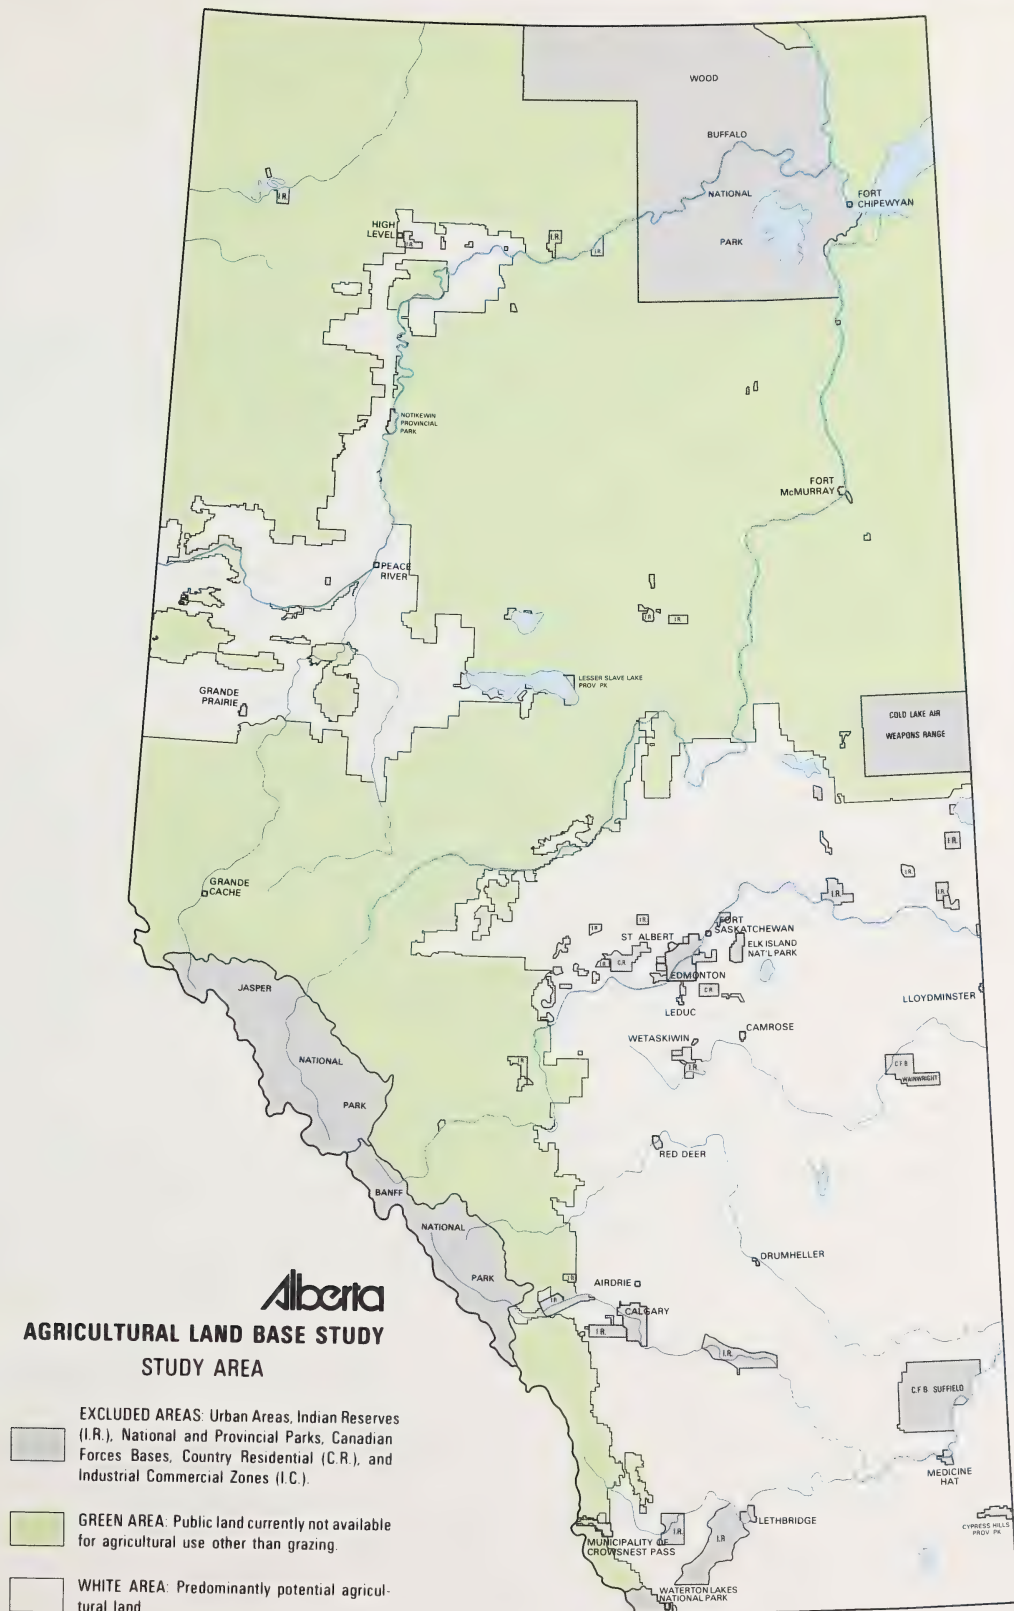 WOOD
BUFFALO
NATIONAL
PARK
FORT
CHIPEWYAN
I.R.
HIGH
LEVEL
I.R.
I.R.
I.R.
NOTIKEWIN
PROVINCIAL
PARK
FORT
McMURRAY
PEACE
RIVER
I.R.
I.R.
LESSER SLAVE LAKE
PROV PK
GRANDE
PRAIRIE
COLD LAKE AIR
WEAPONS RANGE
I.R.
I.R.
I.R.
I.R.
GRANDE
CACHE
I.R.
I.R.
FORT
SASKATCHEWAN
ST ALBERT
ELK ISLAND
NAT'L PARK
I.R.
C.R.
EDMONTON
C.R.
LEDUC
LLOYDMINSTER
JASPER
NATIONAL
PARK
WETASKIWIN
CAMROSE
I.R.
I.R.
C.F.B.
WAINWRIGHT
RED DEER
BANFF
NATIONAL
PARK
DRUMHELLER
I.R.
AIRDRIE
I.R.
CALGARY
I.R.
I.R.
C.F.B. SUFFIELD
MEDICINE
HAT
LETHBRIDGE
CYPRESS HILLS
PROV PK
I.R.
I.R.
MUNICIPALITY OF
CROWSNEST PASS
WATERTON LAKES
NATIONAL PARK
Alberta
AGRICULTURAL LAND BASE STUDY
STUDY AREA
EXCLUDED AREAS: Urban Areas, Indian Reserves
(I.R.), National and Provincial Parks, Canadian
Forces Bases, Country Residential (C.R.), and
Industrial Commercial Zones (I.C.).
GREEN AREA: Public land currently not available
for agricultural use other than grazing.
WHITE AREA: Predominantly potential agricul-
tural land